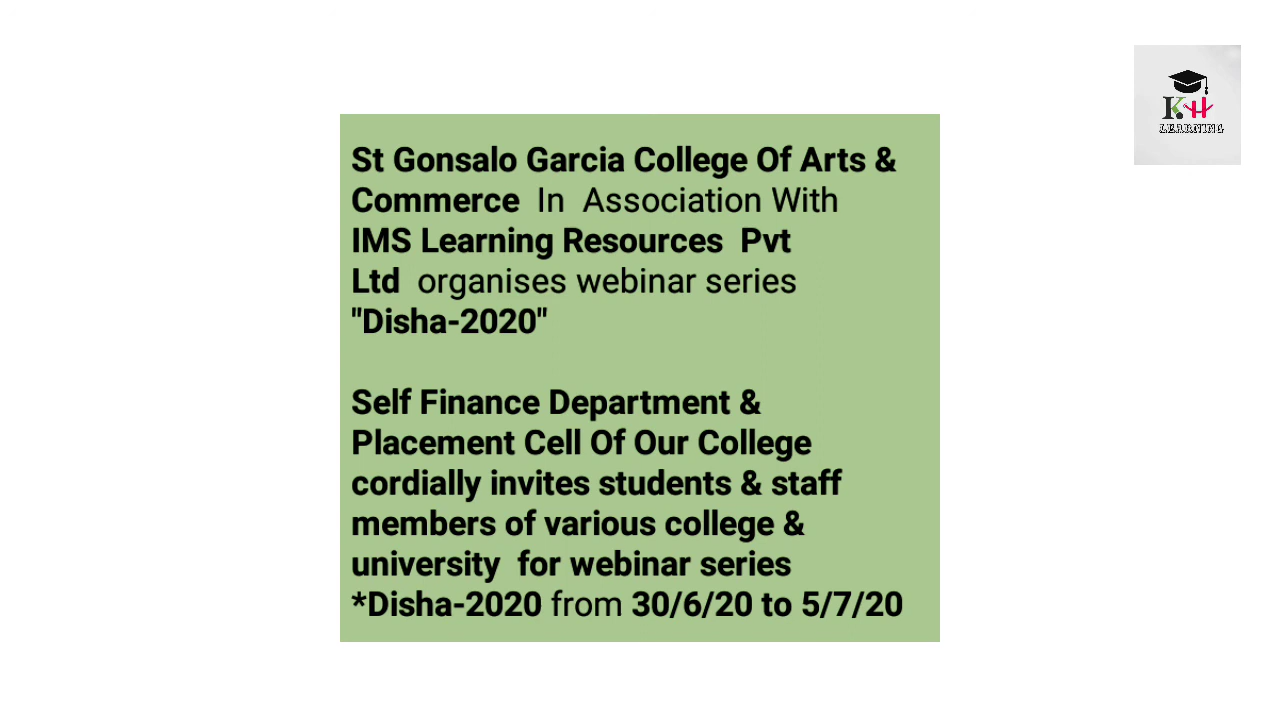 KH
LEARNING
St Gonsalo Garcia College Of Arts &
Commerce In Association With
IMS Learning Resources Pvt
Ltd organises webinar series
"Disha-2020"
Self Finance Department &
Placement Cell Of Our College
cordially invites students & staff
members of various college &
university for webinar series
*Disha-2020 from 30/6/20 to 5/7/20